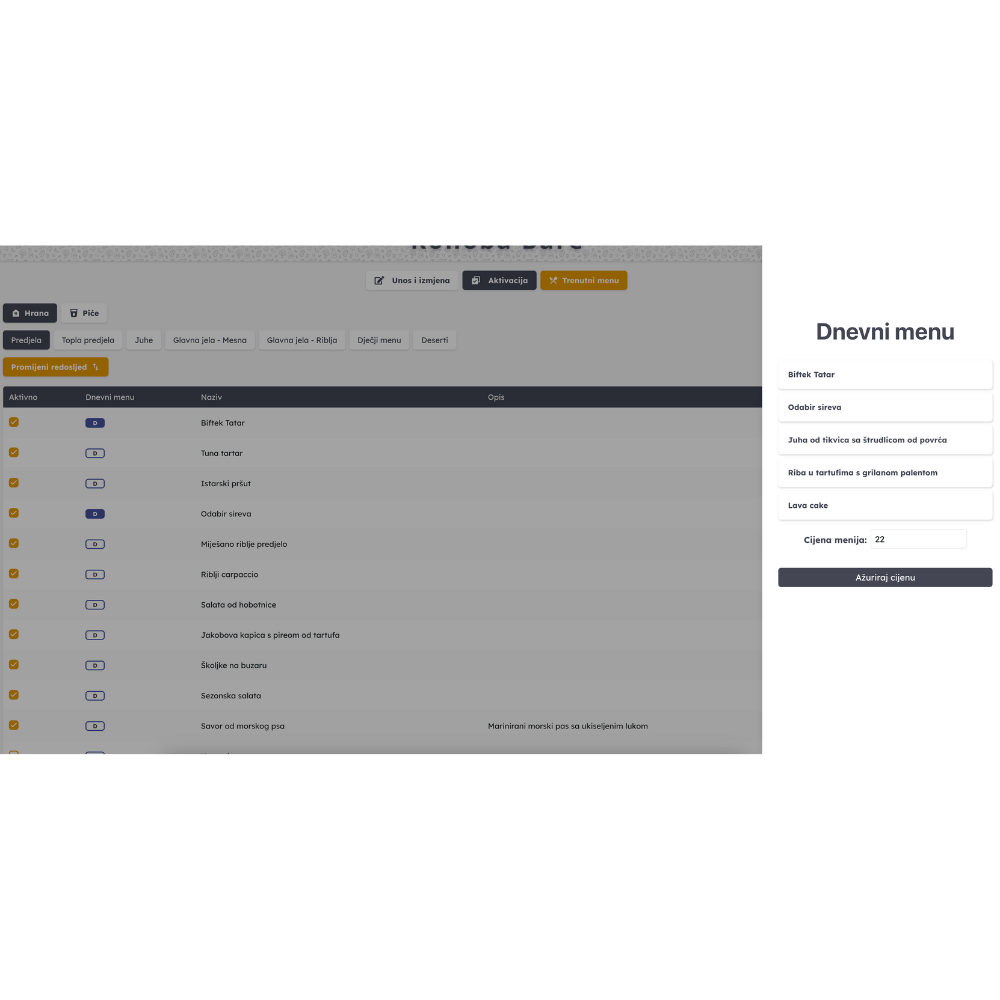 Unos i izmjena
Aktivacija
Trenutni menu
Hrana
Piće
Predjela
Topla predjela
Juhe
Glavna jela - Mesna
Glavna jela - Riblja
Dječji menu
Deserti
Promijeni redosljed
Aktivno Dnevni menu Naziv Opis
D Biftek Tatar
D Tuna tartar
D Istarski pršut
D Odabir sireva
D Miješano riblje predjelo
D Riblji carpaccio
D Salata od hobotnice
D Jakobova kapica s pireom od tartufa
D Školjke na buzaru
D Sezonska salata
D Savor od morskog psa Marinirani morski pas sa ukiseljenim lukom
Dnevni menu
Biftek Tatar
Odabir sireva
Juha od tikvica sa štrudlicom od povrća
Riba u tartufima s grilanom palentom
Lava cake
Cijena menija: 22
Ažuriraj cijenu